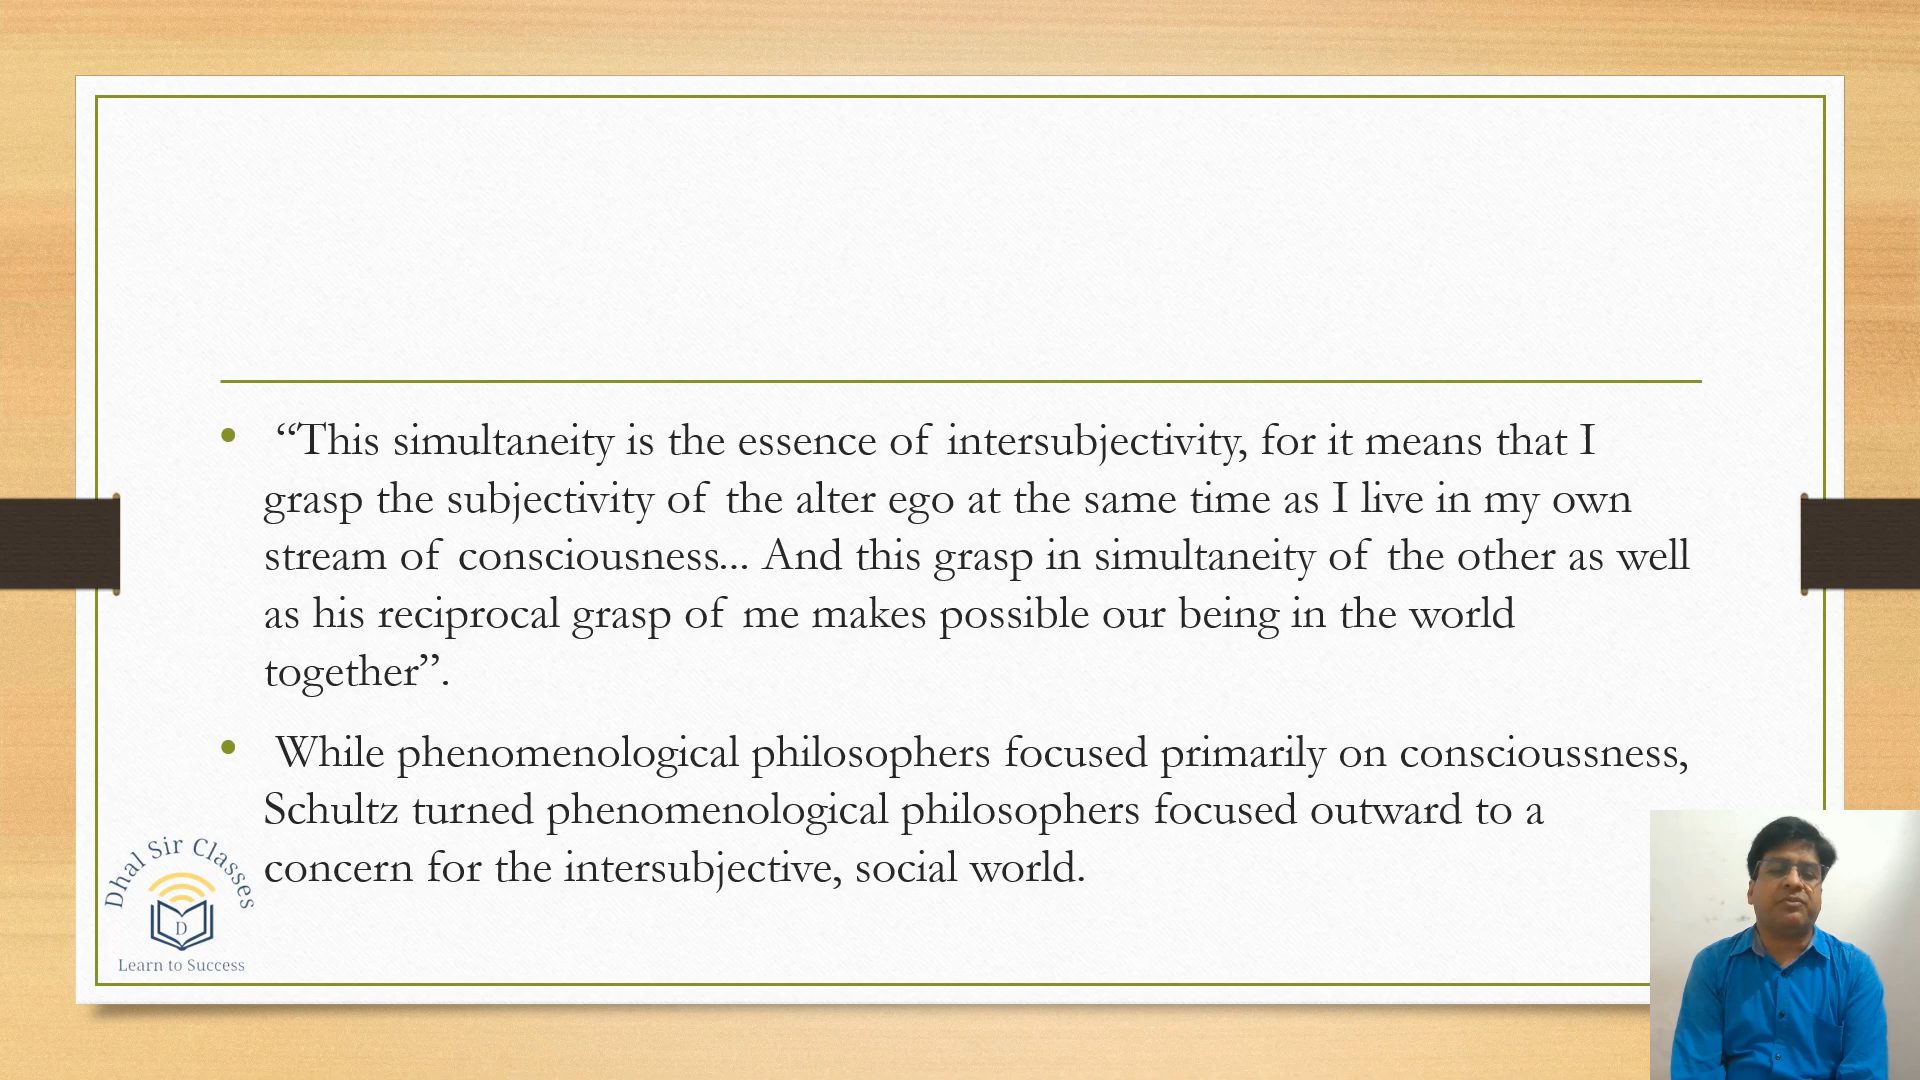 “This simultaneity is the essence of intersubjectivity, for it means that I
grasp the subjectivity of the alter ego at the same time as I live in my own
stream of consciousness... And this grasp in simultaneity of the other as well
as his reciprocal grasp of me makes possible our being in the world
together”.
While phenomenological philosophers focused primarily on conscioussness,
Schultz turned phenomenological philosophers focused outward to a
concern for the intersubjective, social world.
Dhal Sir Classes
D
Learn to Success